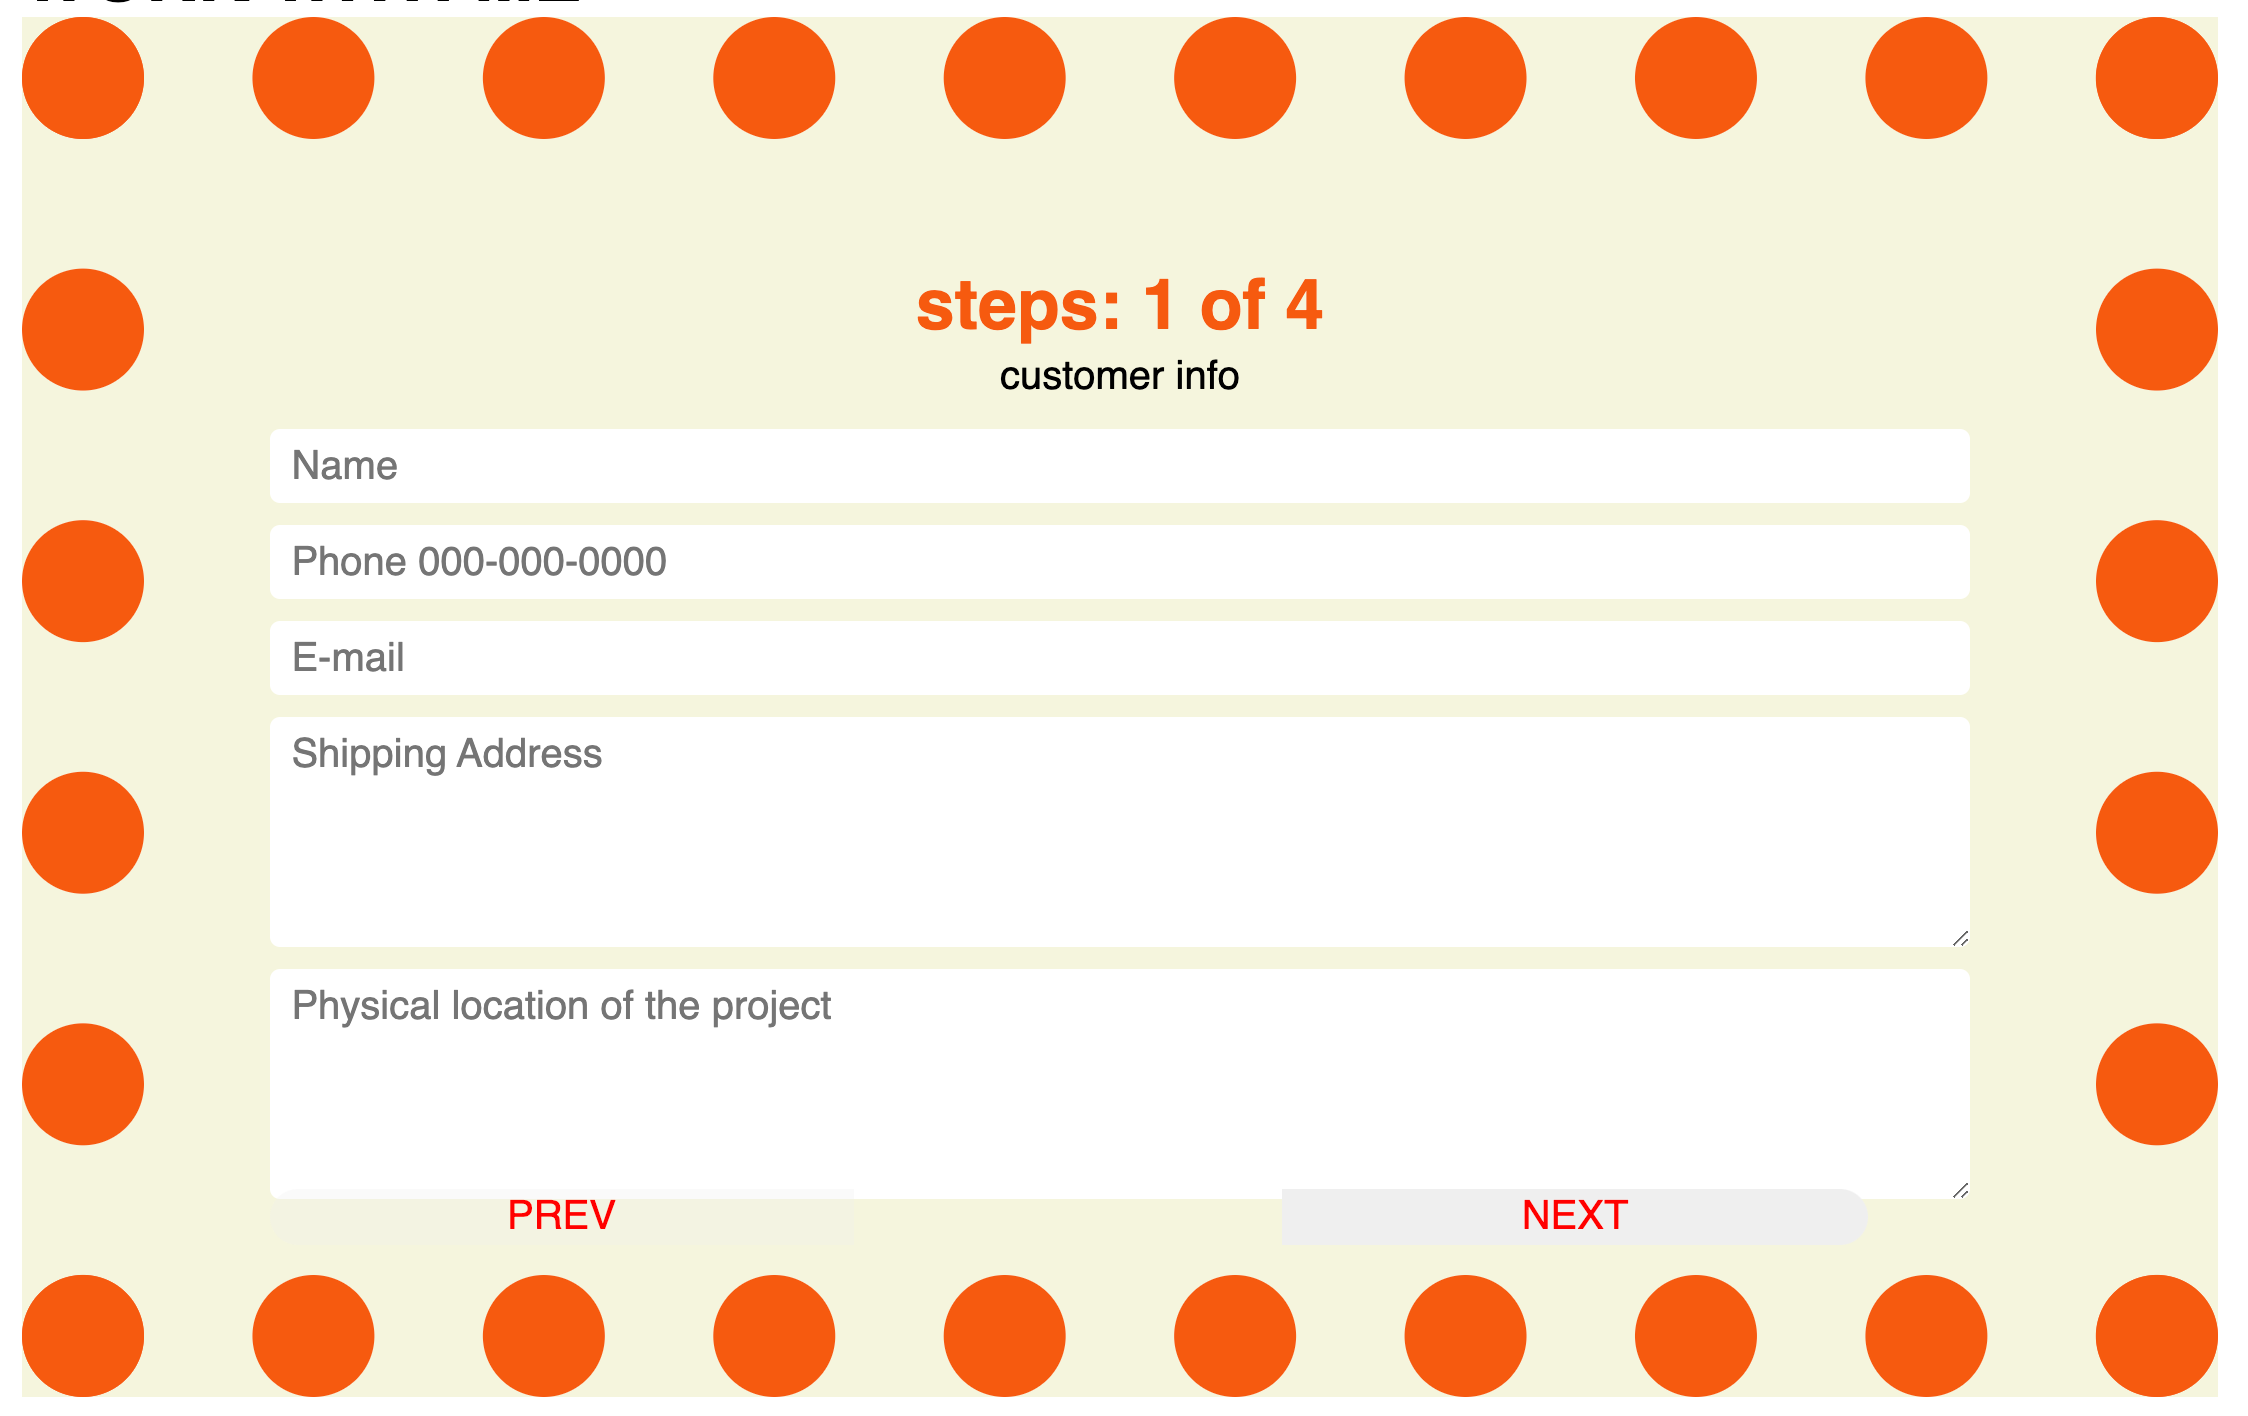 steps: 1 of 4
customer info
Name
Phone 000-000-0000
E-mail
Shipping Address
Physical location of the project
PREV
NEXT